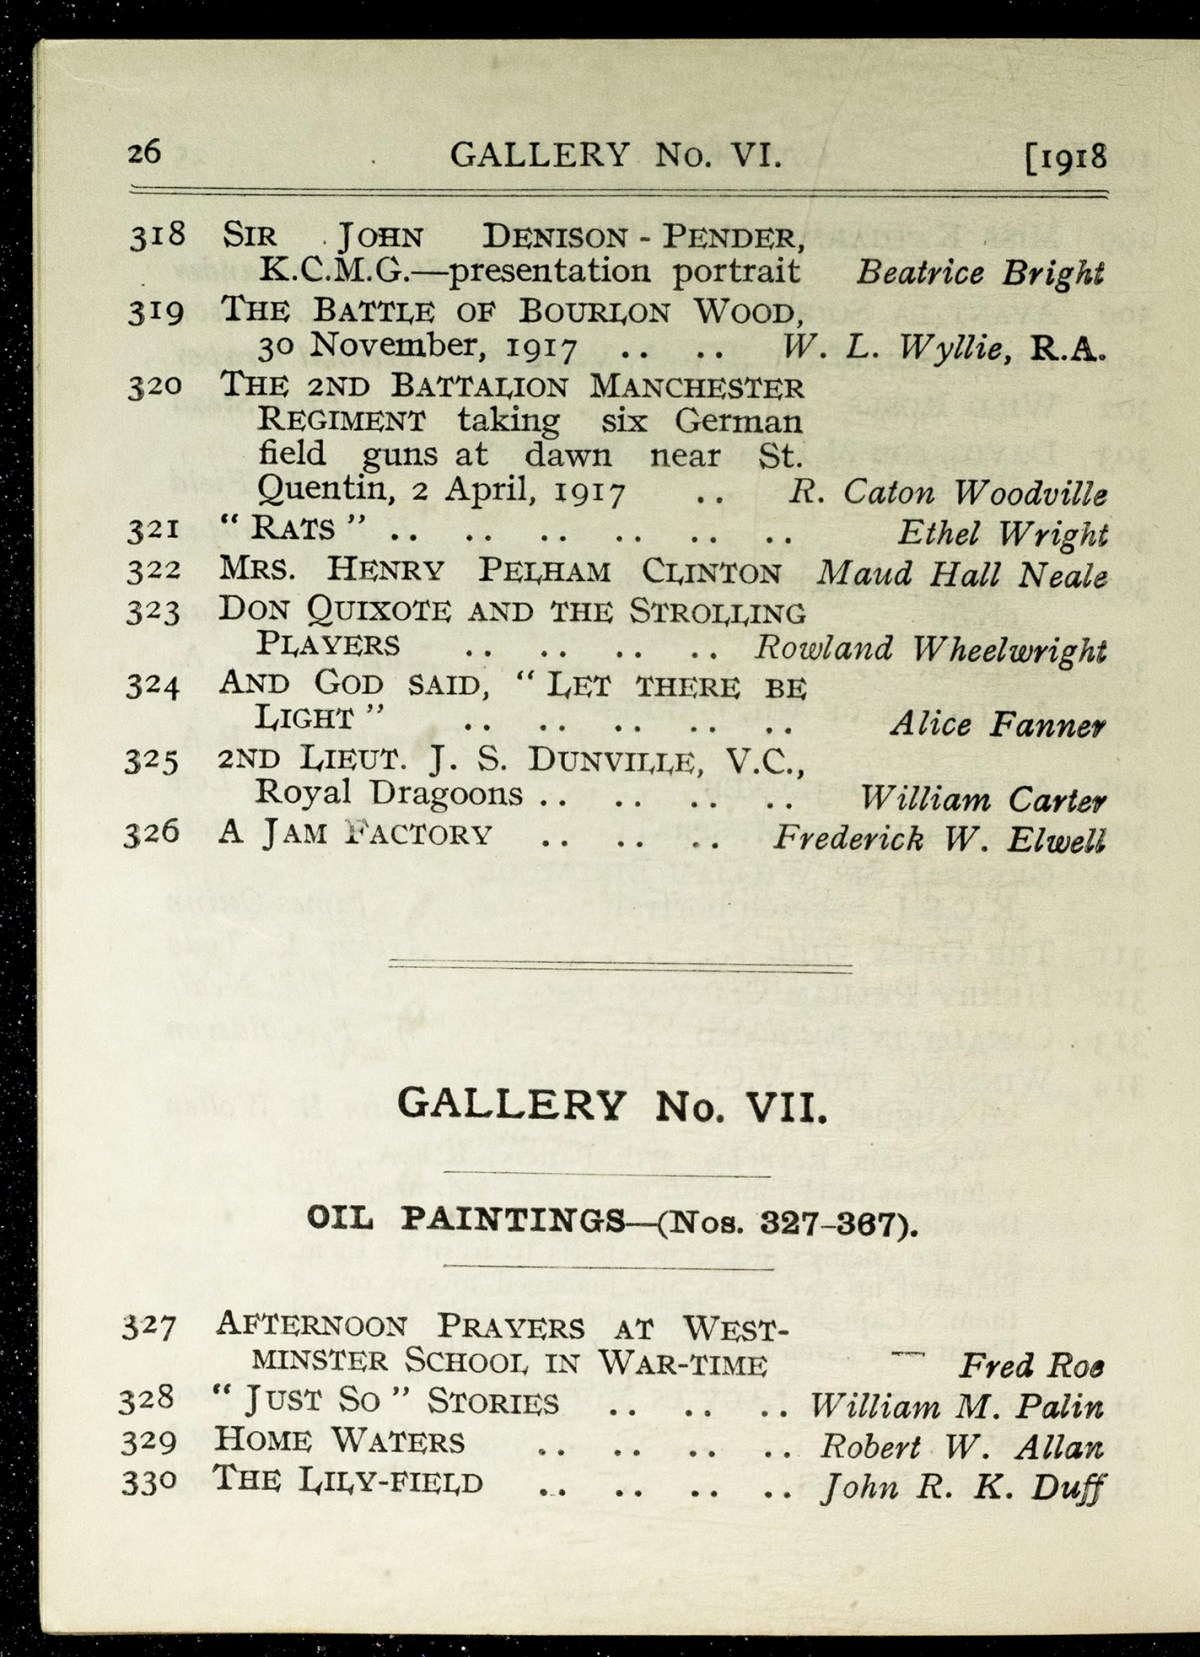 26 GALLERY No. VI. [1918
318 SIR JOHN DENISON-PENDER,
K.C.M.G.—presentation portrait Beatrice Bright
319 THE BATTLE OF BOURLON WOOD,
30 November, 1917 .. .. W. L. Wyllie, R.A.
320 THE 2ND BATTALION MANCHESTER
REGIMENT taking six German
field guns at dawn near St.
Quentin, 2 April, 1917 .. R. Caton Woodville
321 “RATS” .. .. .. .. .. .. Ethel Wright
322 MRS. HENRY PELHAM CLINTON Maud Hall Neale
323 DON QUIXOTE AND THE STROLLING
PLAYERS .. .. .. .. Rowland Wheelwright
324 AND GOD SAID, “LET THERE BE
LIGHT” .. .. .. .. .. Alice Fanner
325 2ND LIEUT. J. S. DUNVILLE, V.C.,
Royal Dragoons .. .. .. .. William Carter
326 A JAM FACTORY .. .. .. Frederick W. Elwell
GALLERY No. VII.
OIL PAINTINGS—(Nos. 327–367).
327 AFTERNOON PRAYERS AT WEST-
MINSTER SCHOOL IN WAR-TIME — Fred Roe
328 “JUST SO” STORIES .. .. .. William M. Palin
329 HOME WATERS .. .. .. .. Robert W. Allan
330 THE LILY-FIELD .. .. .. .. John R. K. Duff